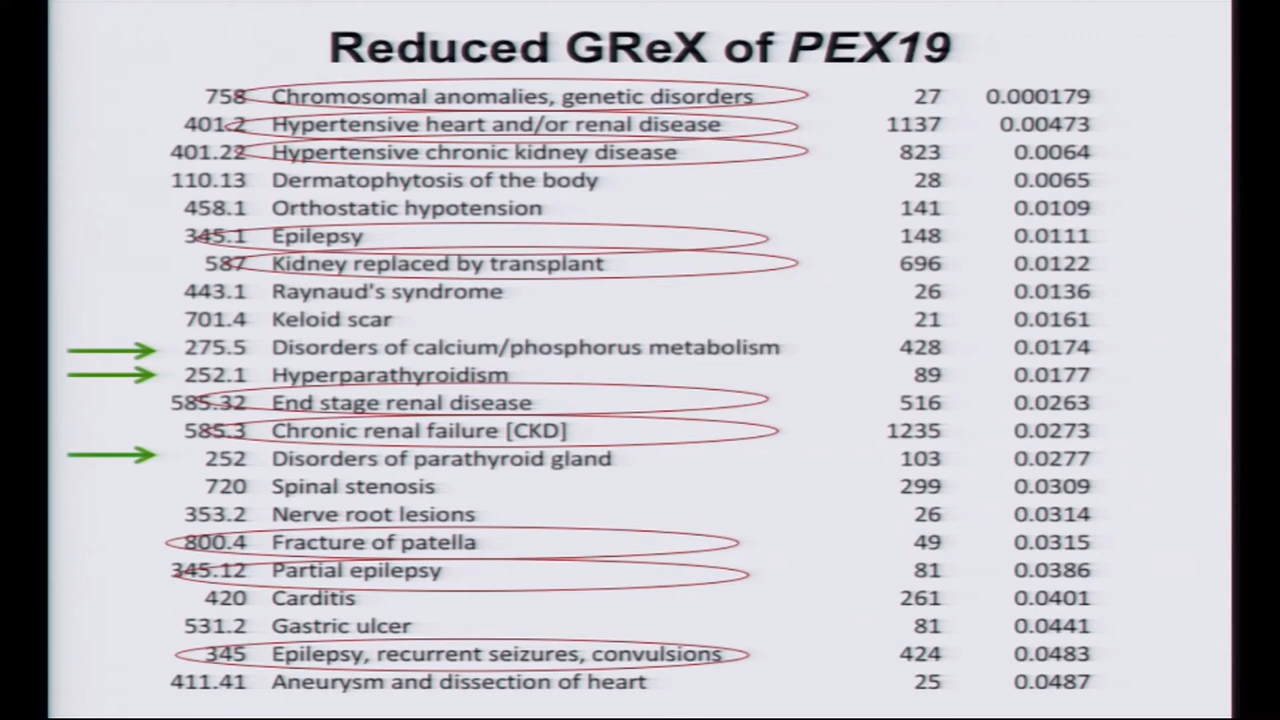 Reduced GReX of PEX19
758 Chromosomal anomalies, genetic disorders 27 0.000179
401.2 Hypertensive heart and/or renal disease 1137 0.00473
401.22 Hypertensive chronic kidney disease 823 0.0064
110.13 Dermatophytosis of the body 28 0.0065
458.1 Orthostatic hypotension 141 0.0109
345.1 Epilepsy 148 0.0111
587 Kidney replaced by transplant 696 0.0122
443.1 Raynaud's syndrome 26 0.0136
701.4 Keloid scar 21 0.0161
275.5 Disorders of calcium/phosphorus metabolism 428 0.0174
252.1 Hyperparathyroidism 89 0.0177
585.32 End stage renal disease 516 0.0263
585.3 Chronic renal failure [CKD] 1235 0.0273
252 Disorders of parathyroid gland 103 0.0277
720 Spinal stenosis 299 0.0309
353.2 Nerve root lesions 26 0.0314
800.4 Fracture of patella 49 0.0315
345.12 Partial epilepsy 81 0.0386
420 Carditis 261 0.0401
531.2 Gastric ulcer 81 0.0441
345 Epilepsy, recurrent seizures, convulsions 424 0.0483
411.41 Aneurysm and dissection of heart 25 0.0487